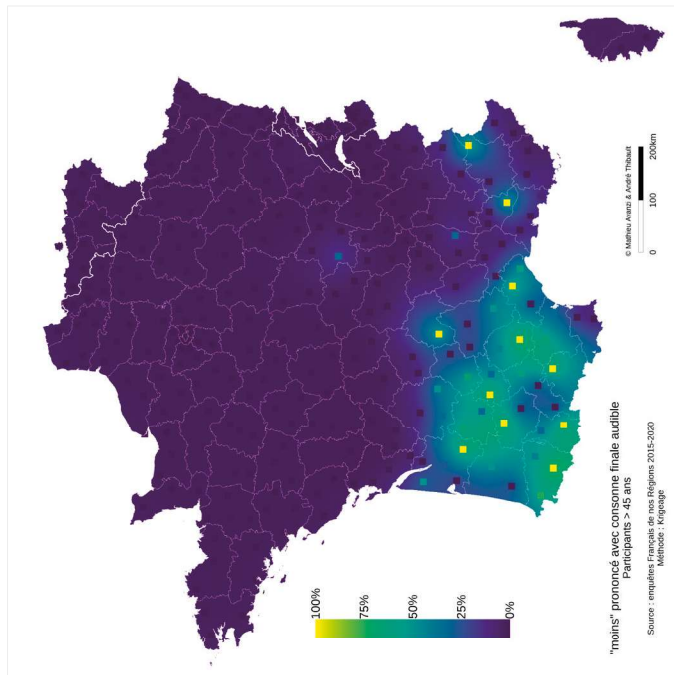 "moins" prononcé avec consonne finale audible
Participants > 45 ans
Source : enquêtes Français de nos Régions 2015-2020
Méthode : Krigeage
100%
75%
50%
25%
0%
© Mathieu Avanzi & André Thibault
0 100 200km